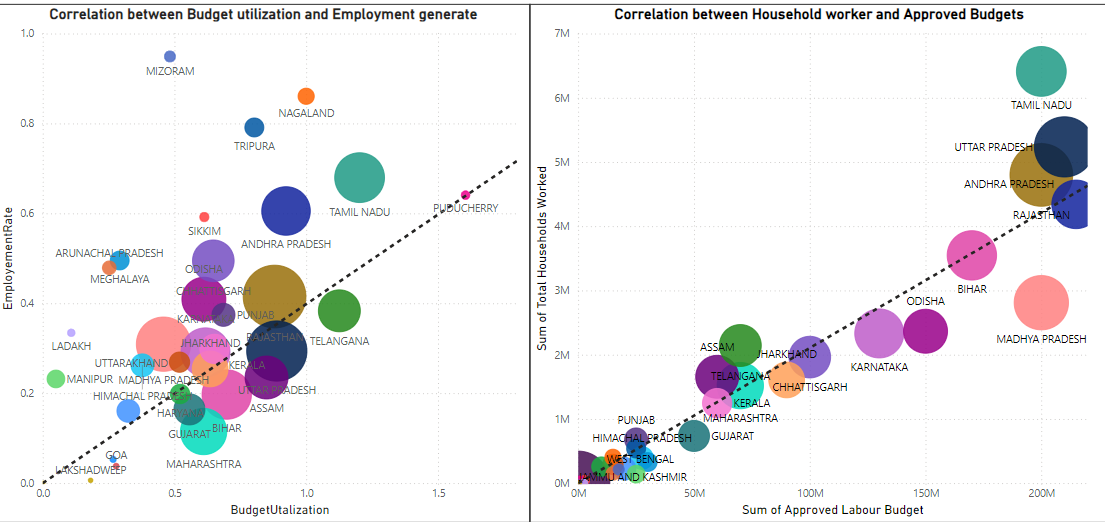 Correlation between Budget utilization and Employment generate
1.0
0.8
0.6
0.4
0.2
0.0
EmployementRate
MIZORAM
NAGALAND
TRIPURA
TAMIL NADU
PUDUCHERRY
ANDHRA PRADESH
SIKKIM
ARUNACHAL PRADESH
ODISHA
MEGHALAYA
CHHATTISGARH
KARNATAKA
PUNJAB
RAJASTHAN
TELANGANA
LADAKH
JHARKHAND
UTTARAKHAND
KERALA
MANIPUR
MADHYA PRADESH
UTTAR PRADESH
HIMACHAL PRADESH
ASSAM
HARYANA
GUJARAT
BIHAR
MAHARASHTRA
GOA
LAKSHADWEEP
0.0
0.5
1.0
1.5
BudgetUtalization
Correlation between Household worker and Approved Budgets
7M
6M
5M
4M
3M
2M
1M
0M
Sum of Total Households Worked
TAMIL NADU
UTTAR PRADESH
ANDHRA PRADESH
RAJASTHAN
BIHAR
ODISHA
MADHYA PRADESH
ASSAM
JHARKHAND
KARNATAKA
TELANGANA
CHHATTISGARH
KERALA
MAHARASHTRA
PUNJAB
HIMACHAL PRADESH
GUJARAT
WEST BENGAL
JAMMU AND KASHMIR
0M
50M
100M
150M
200M
Sum of Approved Labour Budget